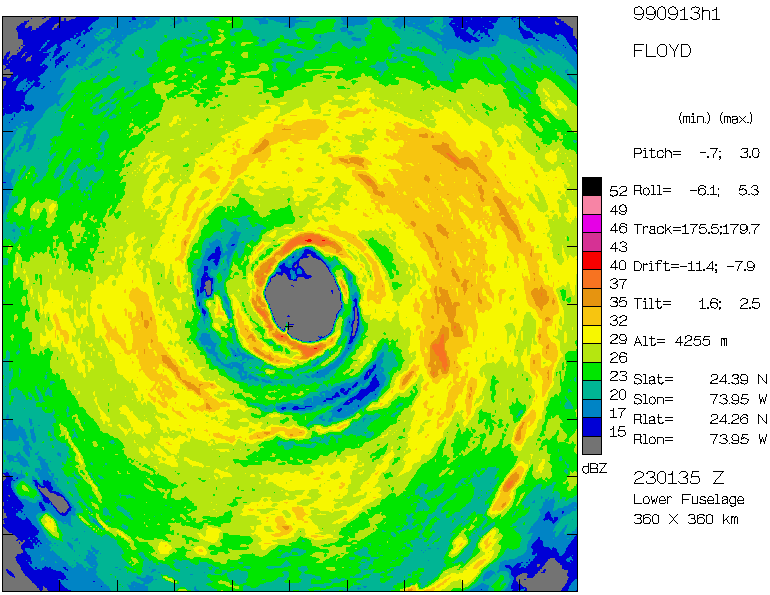 990913h1
FLOYD
(min.) (max.)
Pitch= -.7; 3.0
Roll= -6.1; 5.3
Track=175.5;179.7
Drift=-11.4; -7.9
Tilt= 1.6; 2.5
Alt= 4255 m
Slat= 24.39 N
Slon= 73.95 W
Rlat= 24.26 N
Rlon= 73.95 W
230135 Z
Lower Fuselage
360 X 360 km
52
49
46
43
40
37
35
32
29
26
23
20
17
15
dBZ